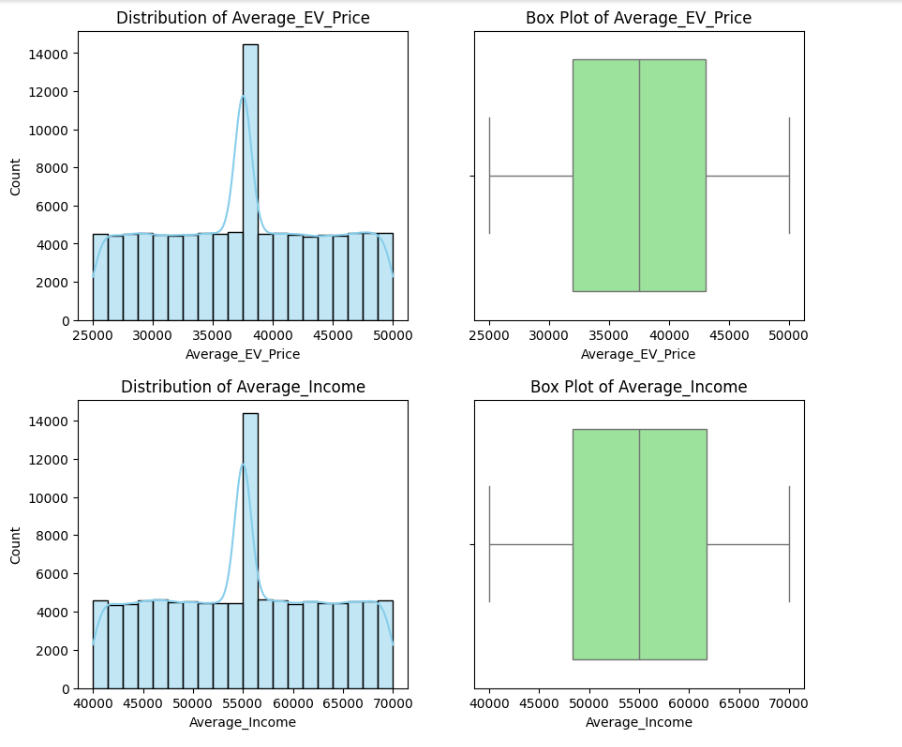 Distribution of Average_EV_Price
Box Plot of Average_EV_Price
14000
12000
10000
8000
6000
4000
2000
0
Count
25000 30000 35000 40000 45000 50000
Average_EV_Price
25000 30000 35000 40000 45000 50000
Average_EV_Price
Distribution of Average_Income
Box Plot of Average_Income
14000
12000
10000
8000
6000
4000
2000
0
Count
40000 45000 50000 55000 60000 65000 70000
Average_Income
40000 45000 50000 55000 60000 65000 70000
Average_Income